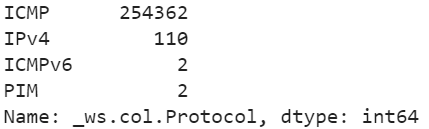 ICMP 254362
IPv4 110
ICMPv6 2
PIM 2
Name: _ws.col.Protocol, dtype: int64